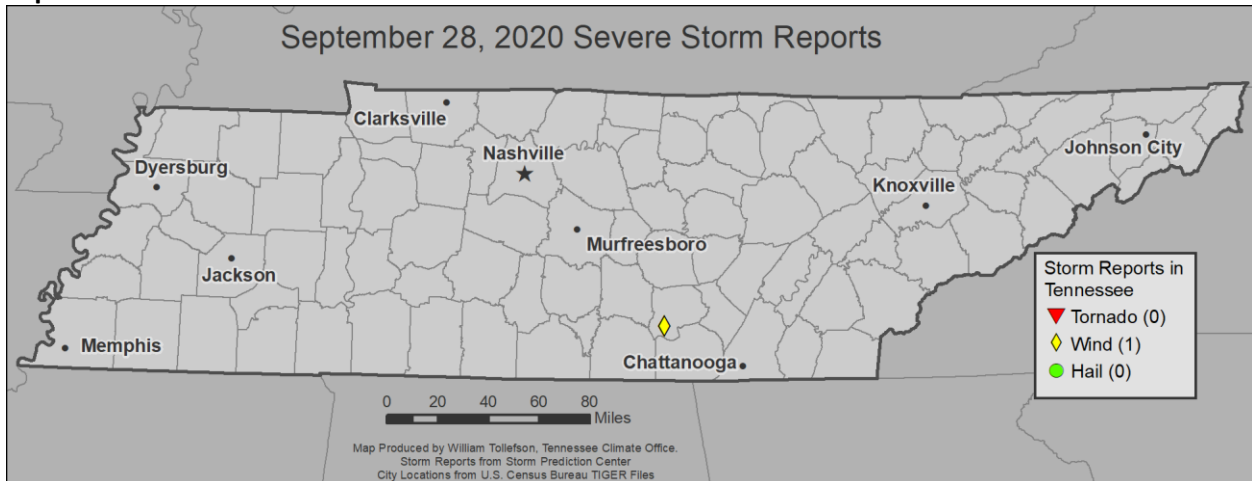 September 28, 2020 Severe Storm Reports
Clarksville
Nashville
Dyersburg
Johnson City
Knoxville
Murfreesboro
Jackson
Memphis
Chattanooga
Storm Reports in
Tennessee
Tornado (0)
Wind (1)
Hail (0)
0 20 40 60 80
Miles
Map Produced by William Tollefson, Tennessee Climate Office.
Storm Reports from Storm Prediction Center
City Locations from U.S. Census Bureau TIGER Files